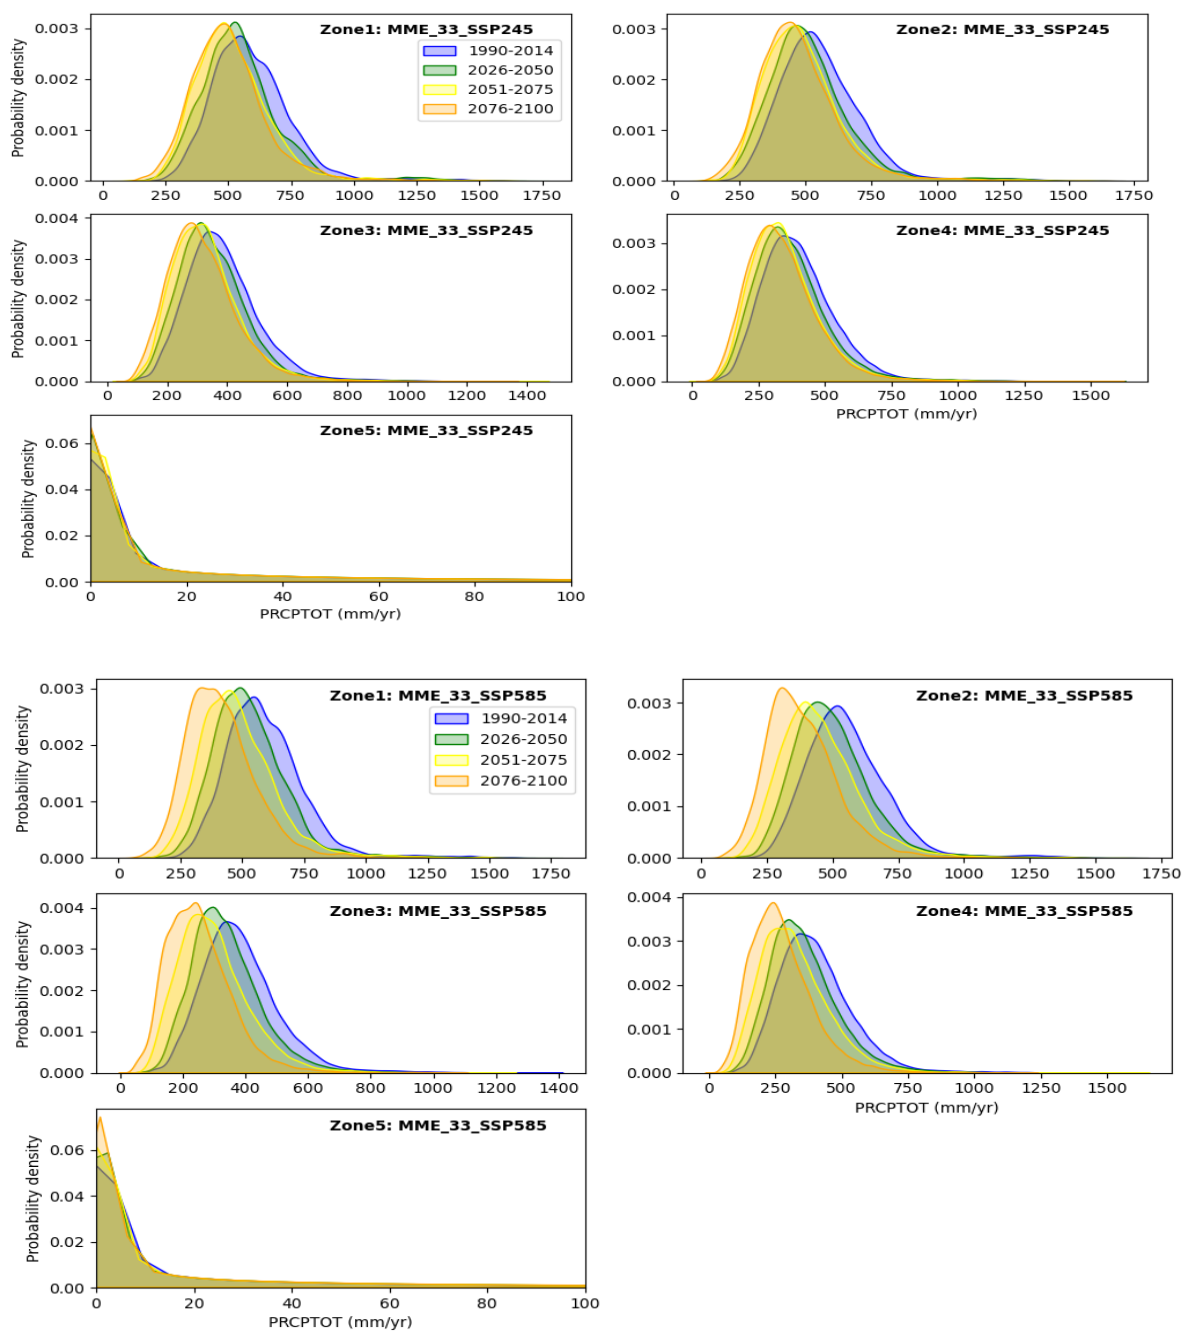 Zone1: MME_33_SSP245
1990-2014
2026-2050
2051-2075
2076-2100
Probability density
0.003
0.002
0.001
0.000
0 250 500 750 1000 1250 1500 1750
Zone2: MME_33_SSP245
0.003
0.002
0.001
0.000
0 250 500 750 1000 1250 1500 1750
Zone3: MME_33_SSP245
Probability density
0.004
0.003
0.002
0.001
0.000
0 200 400 600 800 1000 1200 1400
Zone4: MME_33_SSP245
0.003
0.002
0.001
0.000
0 250 500 750 1000 1250 1500
PRCPTOT (mm/yr)
Zone5: MME_33_SSP245
Probability density
0.06
0.04
0.02
0.00
0 20 40 60 80 100
PRCPTOT (mm/yr)
Zone1: MME_33_SSP585
1990-2014
2026-2050
2051-2075
2076-2100
Probability density
0.003
0.002
0.001
0.000
0 250 500 750 1000 1250 1500 1750
Zone2: MME_33_SSP585
0.003
0.002
0.001
0.000
0 250 500 750 1000 1250 1500 1750
Zone3: MME_33_SSP585
Probability density
0.004
0.003
0.002
0.001
0.000
0 200 400 600 800 1000 1200 1400
Zone4: MME_33_SSP585
0.004
0.003
0.002
0.001
0.000
0 250 500 750 1000 1250 1500
PRCPTOT (mm/yr)
Zone5: MME_33_SSP585
Probability density
0.06
0.04
0.02
0.00
0 20 40 60 80 100
PRCPTOT (mm/yr)